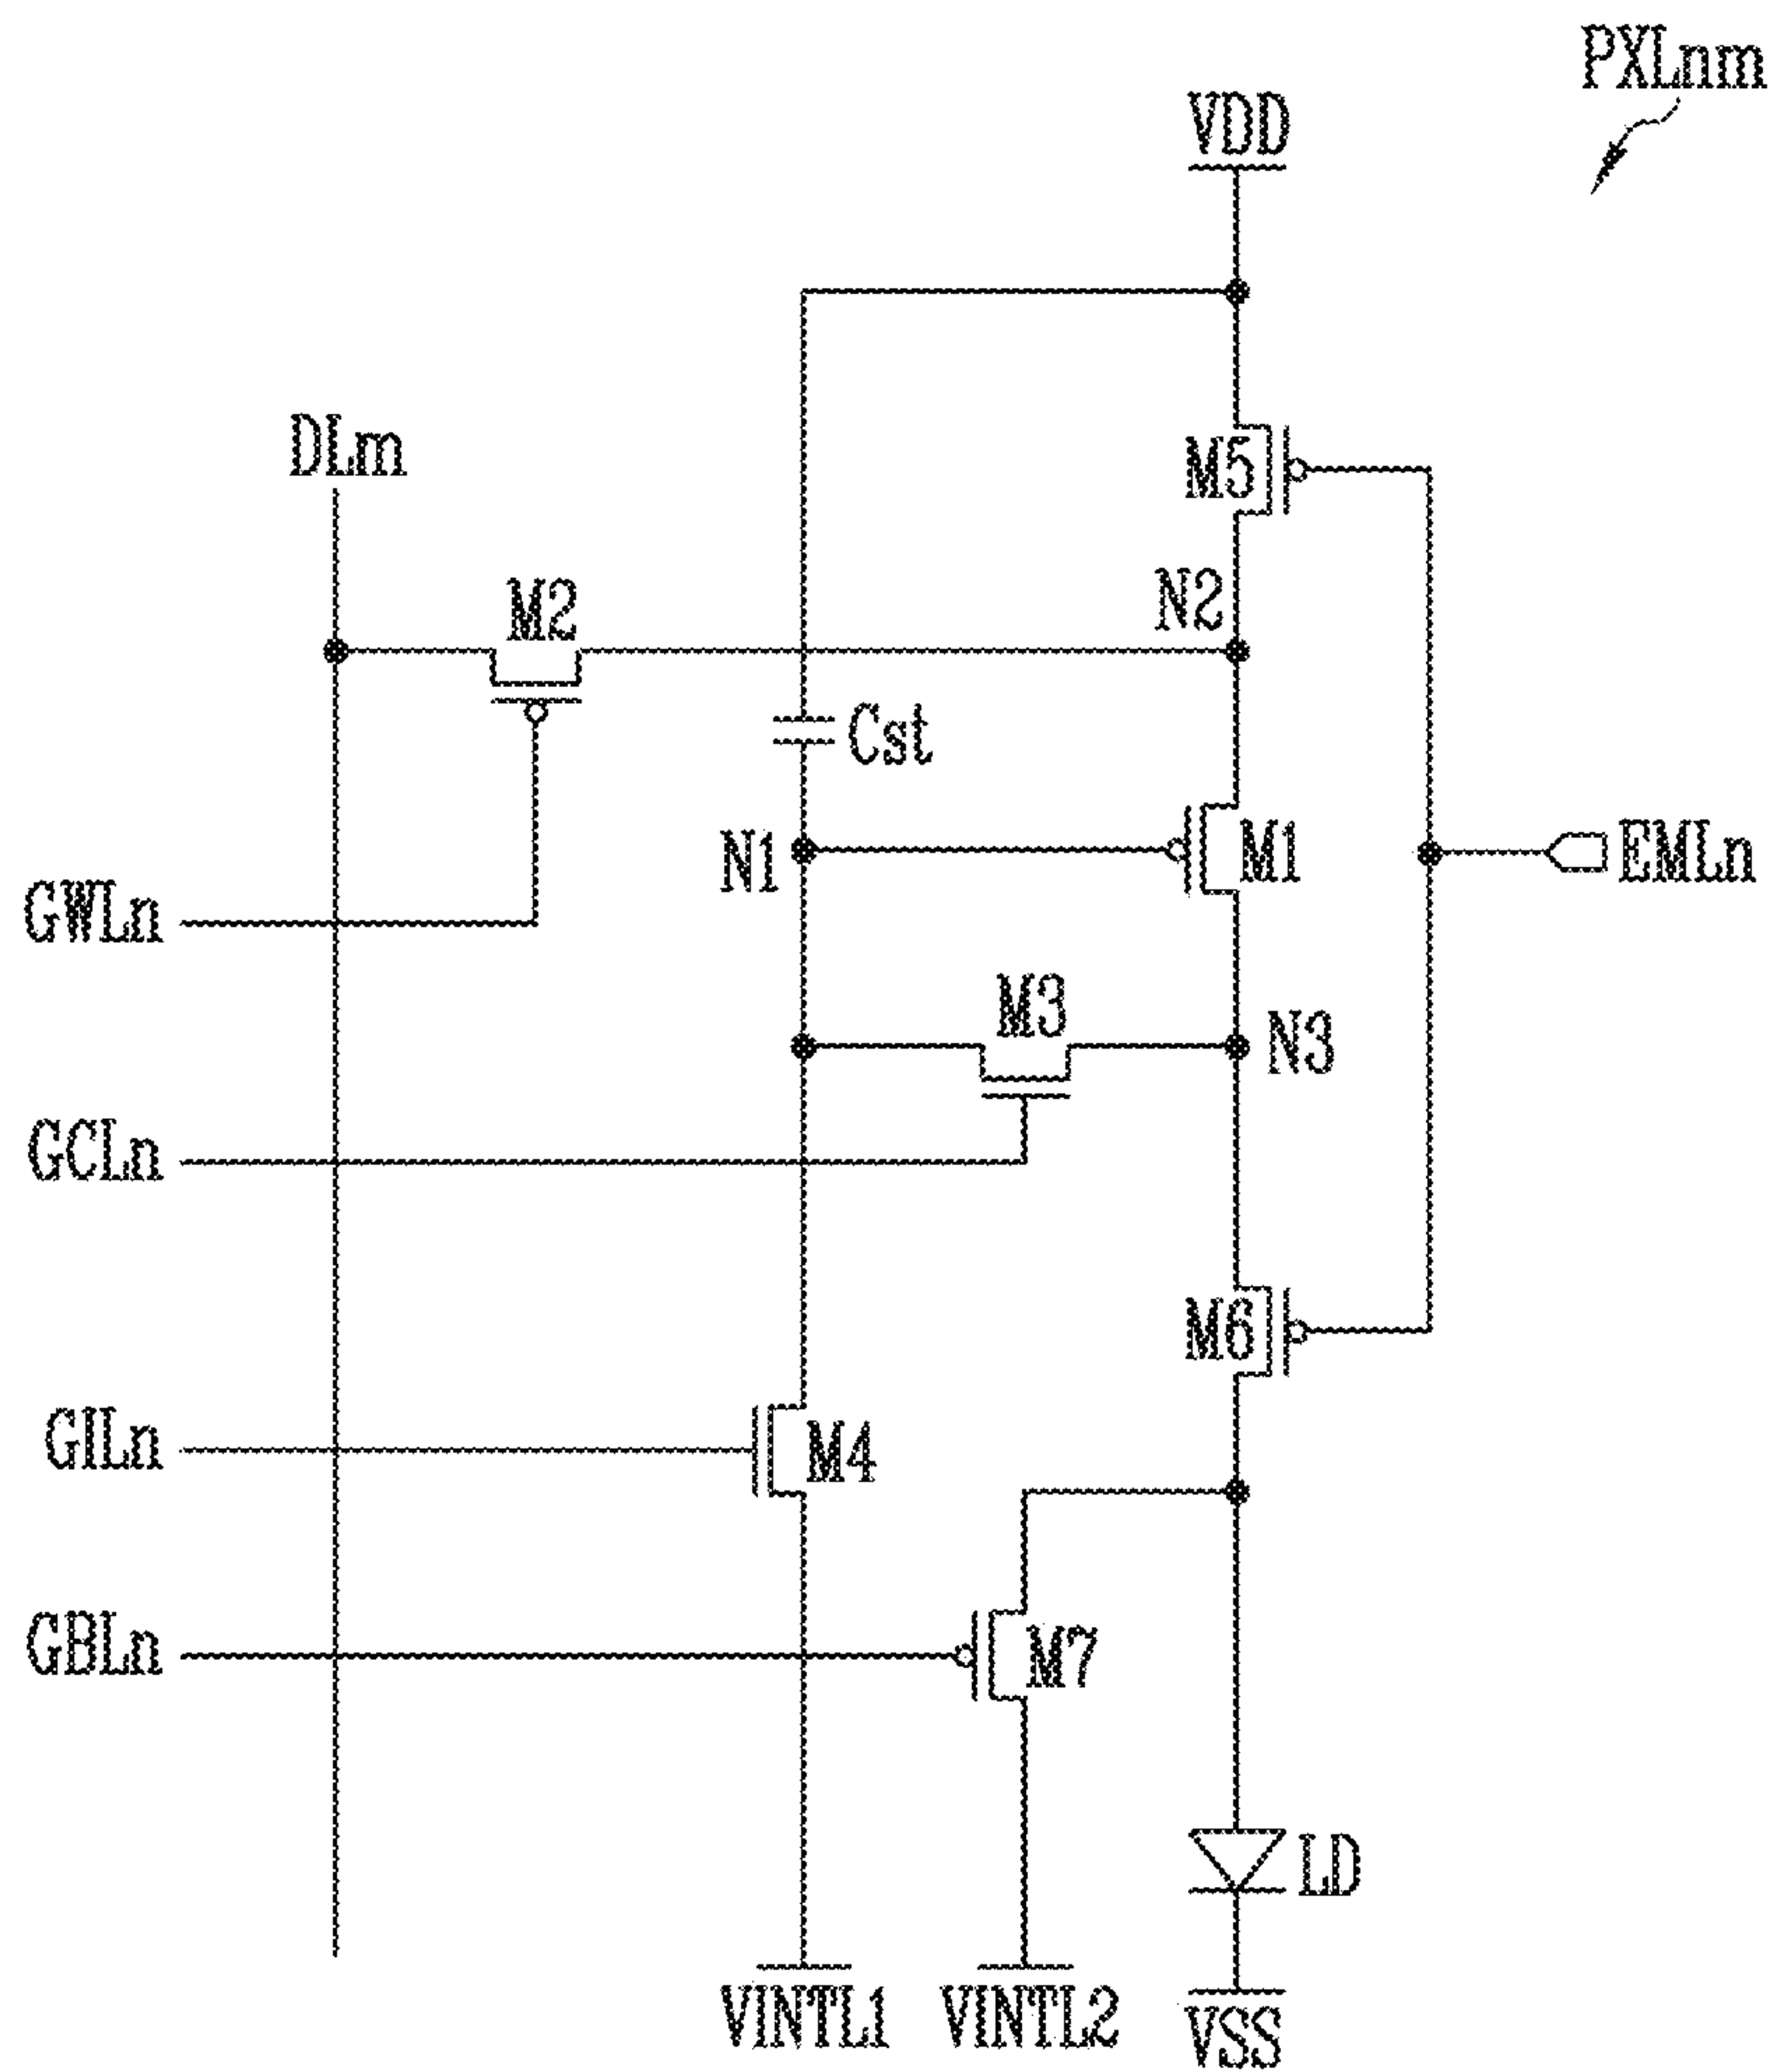 PXLnm
VDD
DLm
M5
M2
N2
Cst
N1
M1
EMLn
GWLn
M3
N3
GCLn
M6
GILn
M4
GBLn
M7
LD
VINTL1
VINTL2
VSS